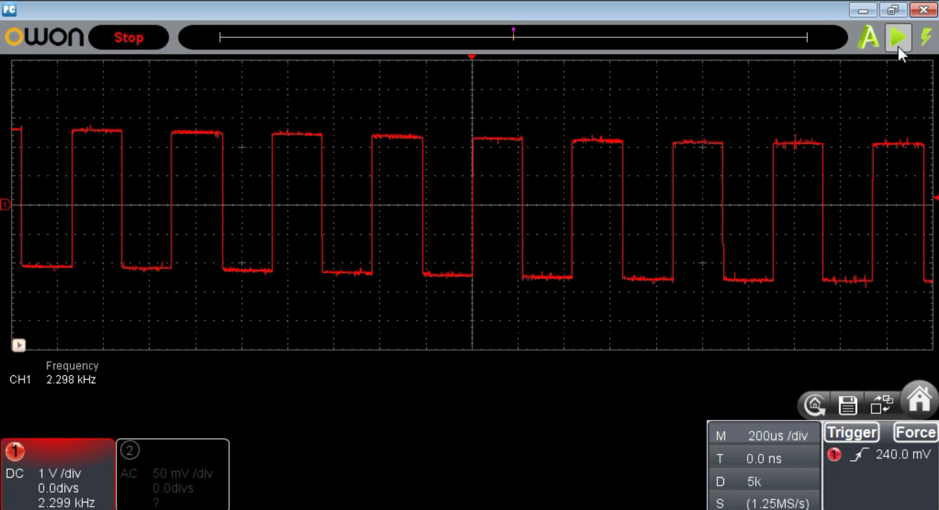 PC
OWON
Stop
A
1
Frequency
CH1 2.298 kHz
1
DC 1 V /div
0.0divs
2.299 kHz
2
AC 50 mV /div
0.0divs
?
M 200us /div
T 0.0 ns
D 5k
S (1.25MS/s)
Trigger Force
1 240.0 mV